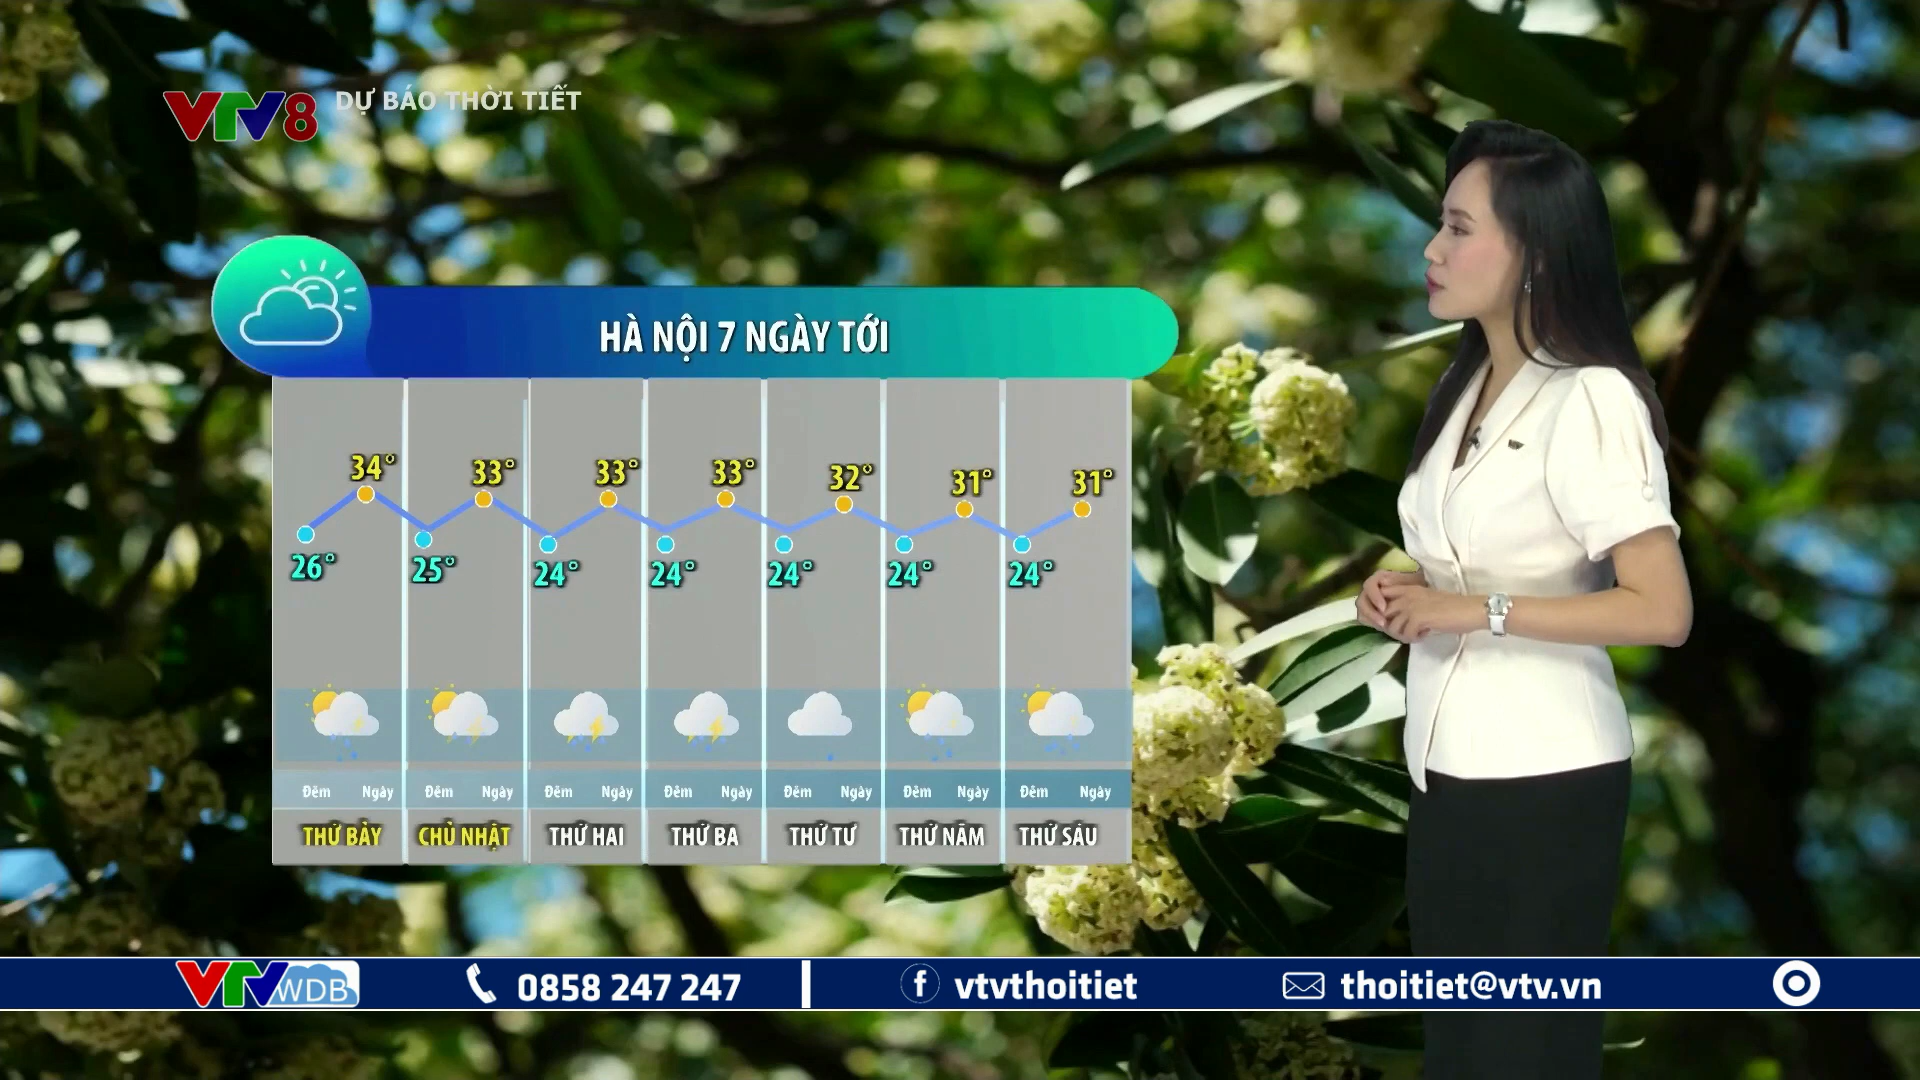 VTV8 DỰ BÁO THỜI TIẾT
HÀ NỘI 7 NGÀY TỚI
34° 33° 33° 33° 32° 31° 31°
26° 25° 24° 24° 24° 24° 24°
Đêm Ngày Đêm Ngày Đêm Ngày Đêm Ngày Đêm Ngày Đêm Ngày Đêm Ngày
THỨ BẢY CHỦ NHẬT THỨ HAI THỨ BA THỨ TƯ THỨ NĂM THỨ SÁU
VTV WDB 0858 247 247 vtvthoitiet thoitiet@vtv.vn